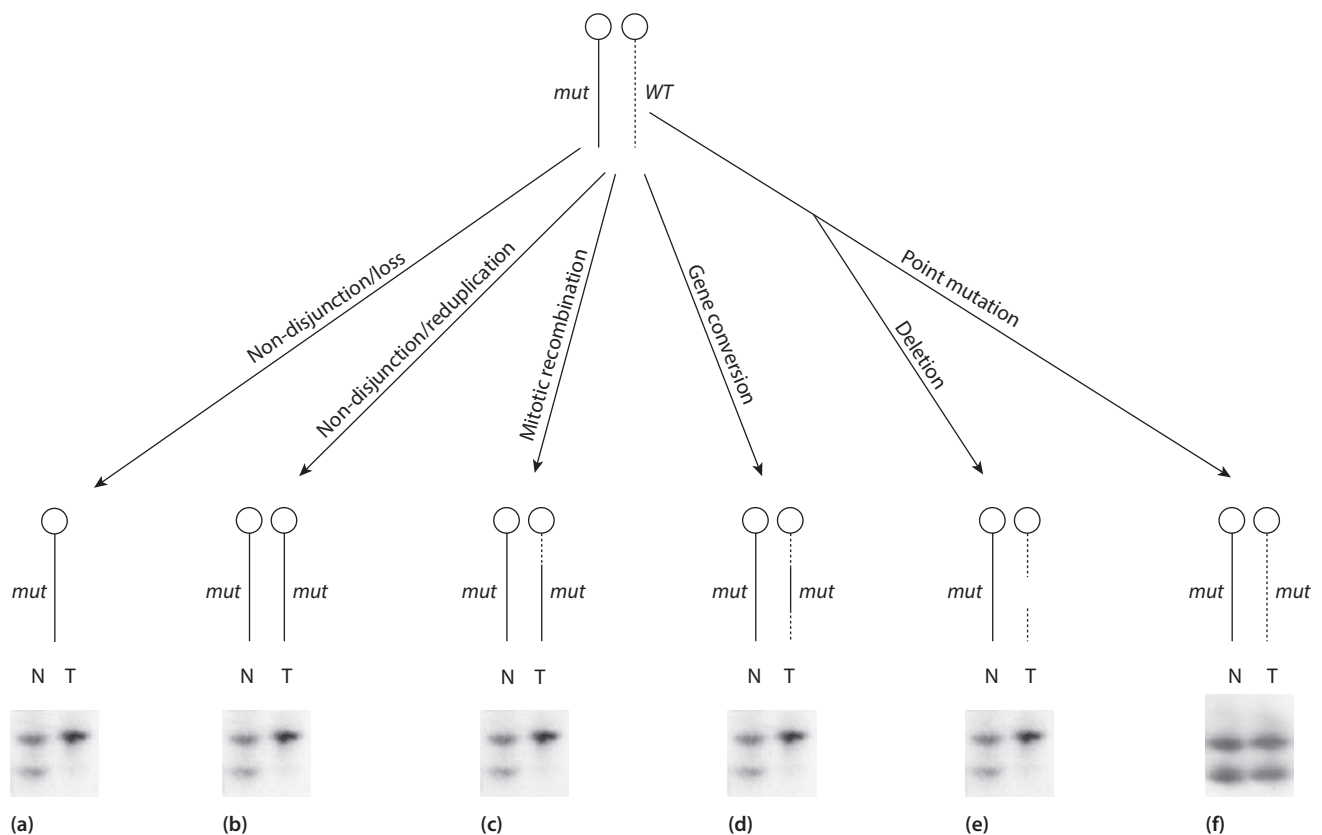 mut WT
Non-disjunction/loss
Non-disjunction/reduplication
Mitotic recombination
Gene conversion
Deletion
Point mutation
mut mut mut mut mut mut mut mut mut mut
N T N T N T N T N T N T
(a) (b) (c) (d) (e) (f)